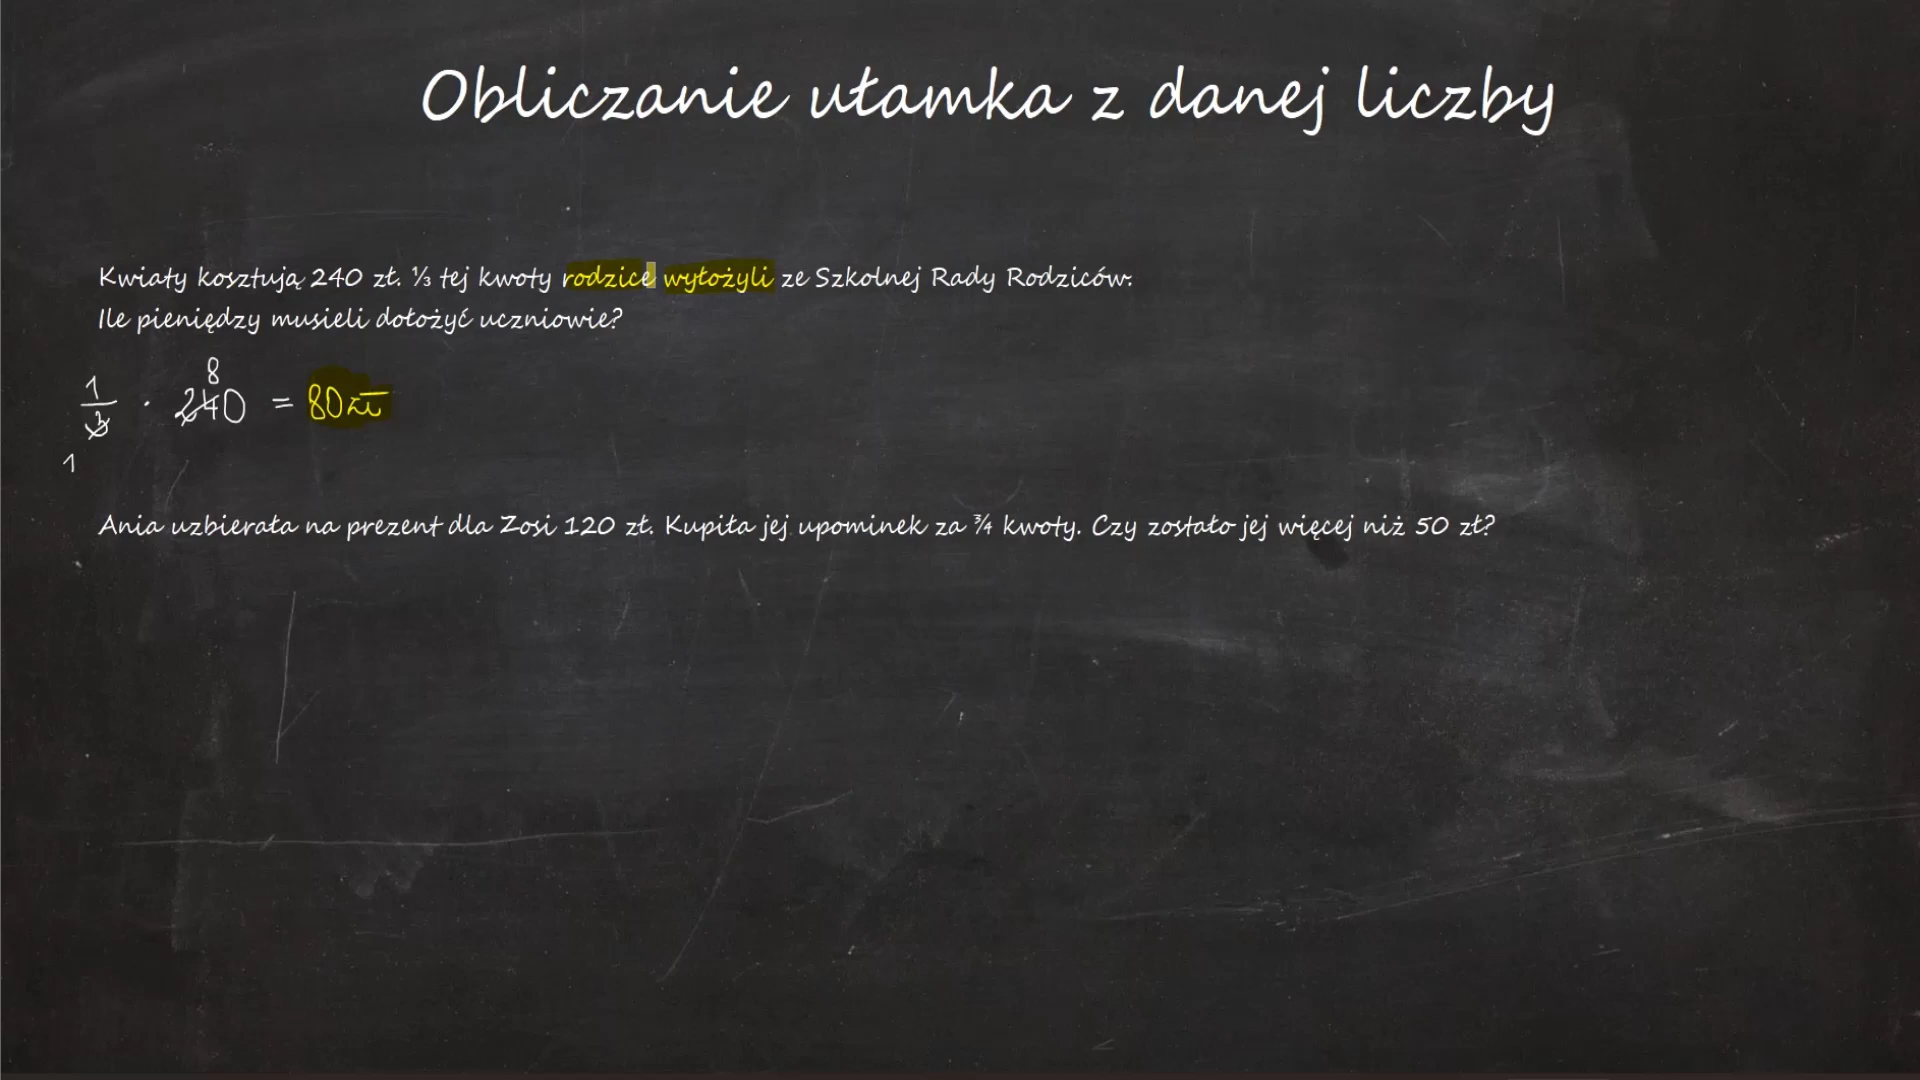 Obliczanie ułamka z danej liczby
Kwiaty kosztują 240 zł. ⅓ tej kwoty rodzice wyłożyli ze Szkolnej Rady Rodziców.
Ile pieniędzy musieli dołożyć uczniowie?
8
1/3 · 240 = 80zł
1
Ania uzbierała na prezent dla Zosi 120 zł. Kupiła jej upominek za ¾ kwoty. Czy zostało jej więcej niż 50 zł?